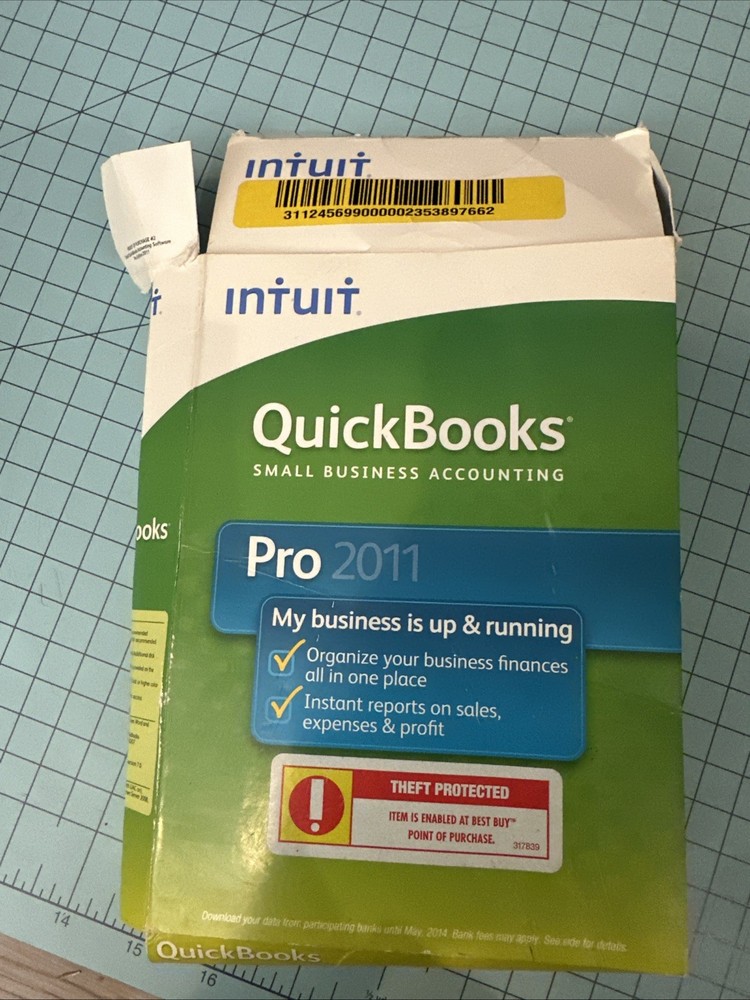 intuit
311245699000002353897662
intuit
QuickBooks®
SMALL BUSINESS ACCOUNTING
ooks
Pro 2011
My business is up & running
Organize your business finances
all in one place
Instant reports on sales,
expenses & profit
THEFT PROTECTED
ITEM IS ENABLED AT BEST BUY™
POINT OF PURCHASE.
317839
Download your data from participating banks until May, 2014. Bank fees may apply. See side for details.
QuickBooks
14
15
16